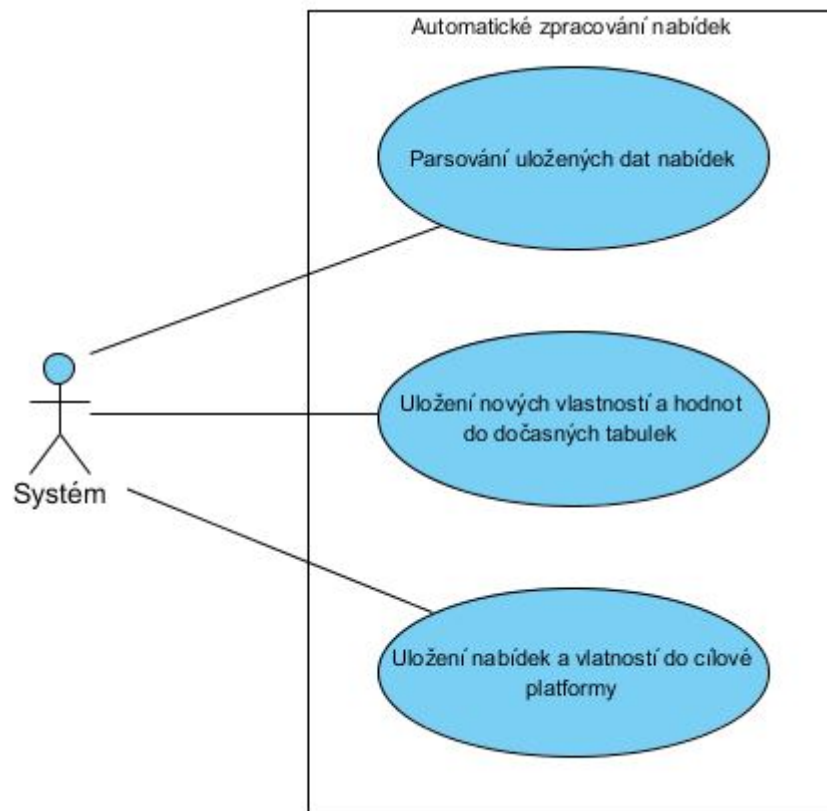 Automatické zpracování nabídek
Parsování uložených dat nabídek
Uložení nových vlastností a hodnot
do dočasných tabulek
Systém
Uložení nabídek a vlatností do cílové
platformy